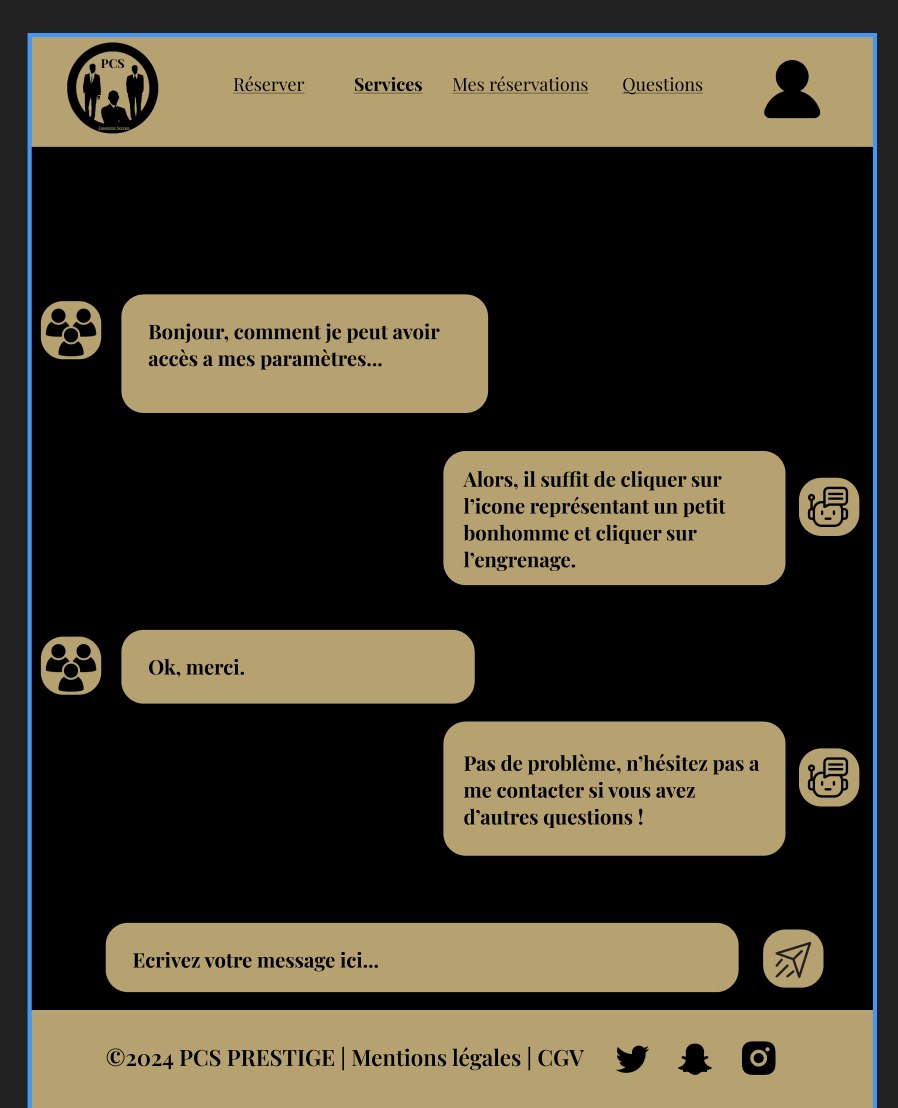 PCS
Réserver Services Mes réservations Questions
Bonjour, comment je peut avoir
accès a mes paramètres...
Alors, il suffit de cliquer sur
l'icone représentant un petit
bonhomme et cliquer sur
l'engrenage.
Ok, merci.
Pas de problème, n'hésitez pas a
me contacter si vous avez
d'autres questions !
Ecrivez votre message ici...
©2024 PCS PRESTIGE | Mentions légales | CGV